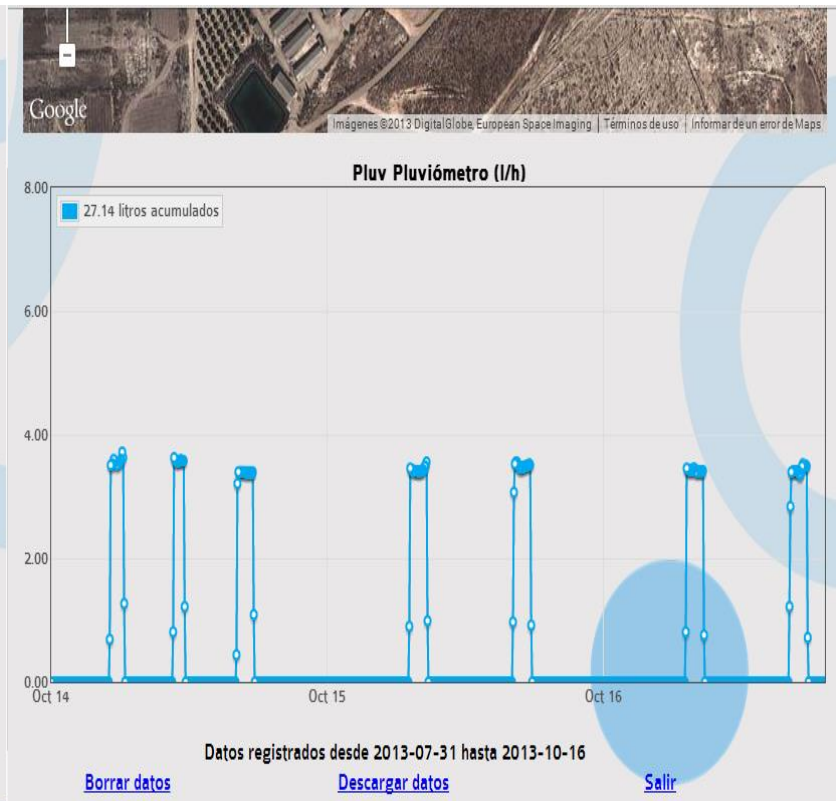 Google
Imágenes ©2013 DigitalGlobe, European Space Imaging | Términos de uso | Informar de un error de Maps
Pluv Pluviómetro (l/h)
8.00
27.14 litros acumulados
6.00
4.00
2.00
0.00
Oct 14 Oct 15 Oct 16
Datos registrados desde 2013-07-31 hasta 2013-10-16
Borrar datos Descargar datos Salir